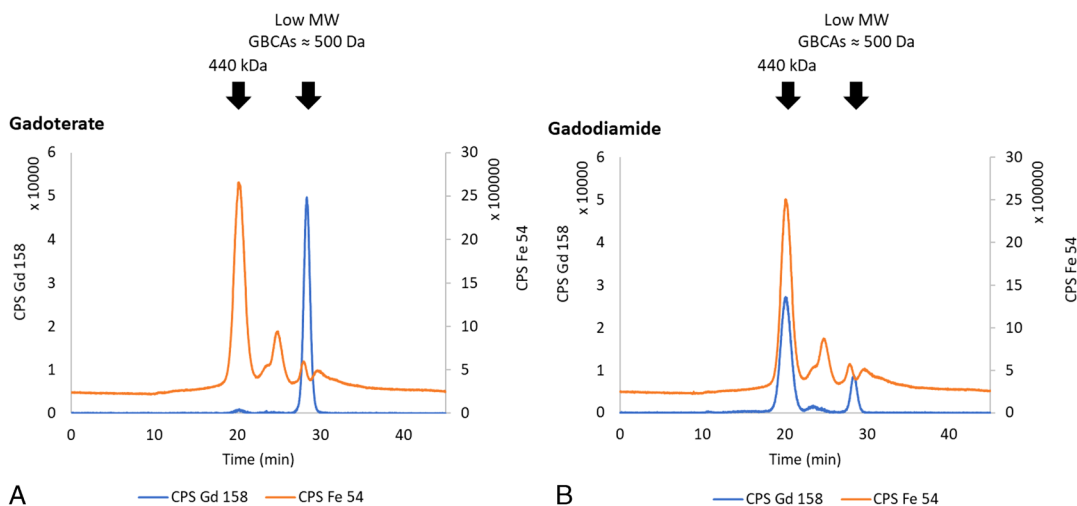 Low MW
GBCAs ≈ 500 Da
440 kDa
Gadoterate
x 10000
CPS Gd 158
6
5
4
3
2
1
0
30
25
20
15
10
5
0
x 100000
CPS Fe 54
0
10
20
30
40
Time (min)
CPS Gd 158
CPS Fe 54
A
Low MW
GBCAs ≈ 500 Da
440 kDa
Gadodiamide
x 10000
CPS Gd 158
6
5
4
3
2
1
0
30
25
20
15
10
5
0
x 100000
CPS Fe 54
0
10
20
30
40
Time (min)
CPS Gd 158
CPS Fe 54
B